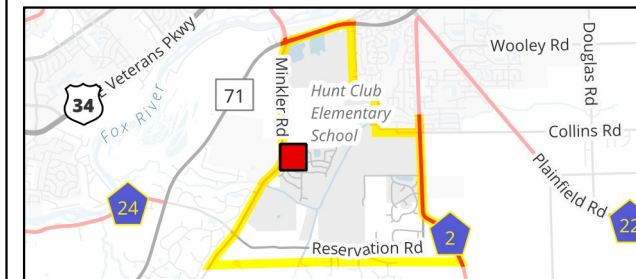 E Veterans Pkwy
34
Fox River
71
Minkler Rd
Hunt Club
Elementary
School
Wooley Rd
Douglas Rd
Collins Rd
Plainfield Rd
24
22
2
Reservation Rd